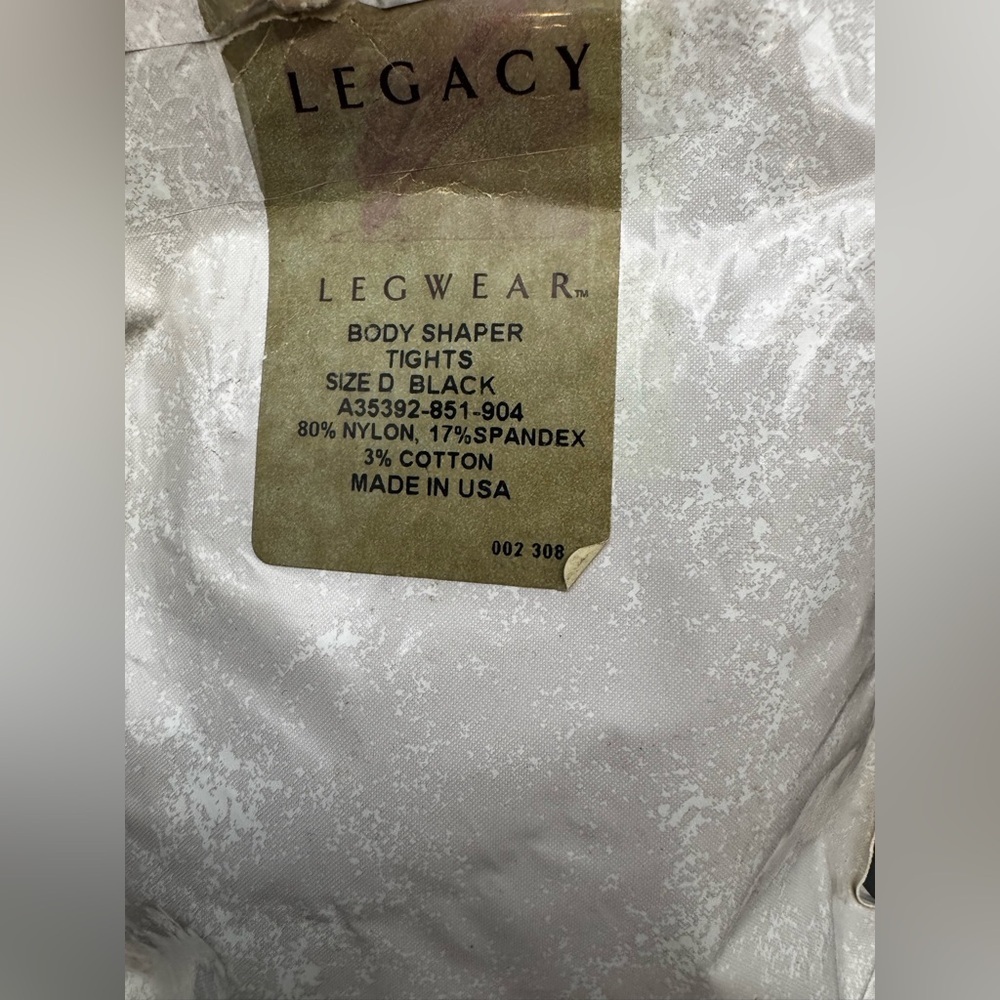 LEGACY
LEGWEAR™
BODY SHAPER
TIGHTS
SIZE D BLACK
A35392-851-904
80% NYLON, 17%SPANDEX
3% COTTON
MADE IN USA
002 308